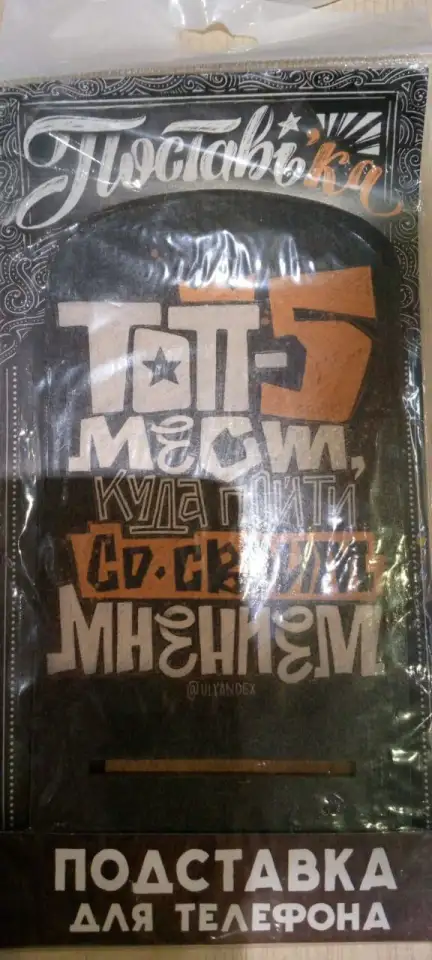 Поставь'ка
ТОП-5
МЕСТ,
КУДА ПОЙТИ
СО СВОИМ
МНЕНИЕМ
@ULYANDEX
ПОДСТАВКА
ДЛЯ ТЕЛЕФОНА